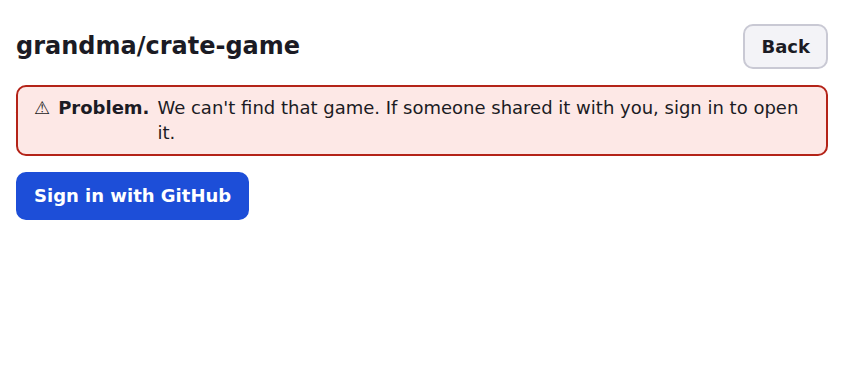 grandma/crate-game
Back
⚠ Problem. We can't find that game. If someone shared it with you, sign in to open
it.
Sign in with GitHub